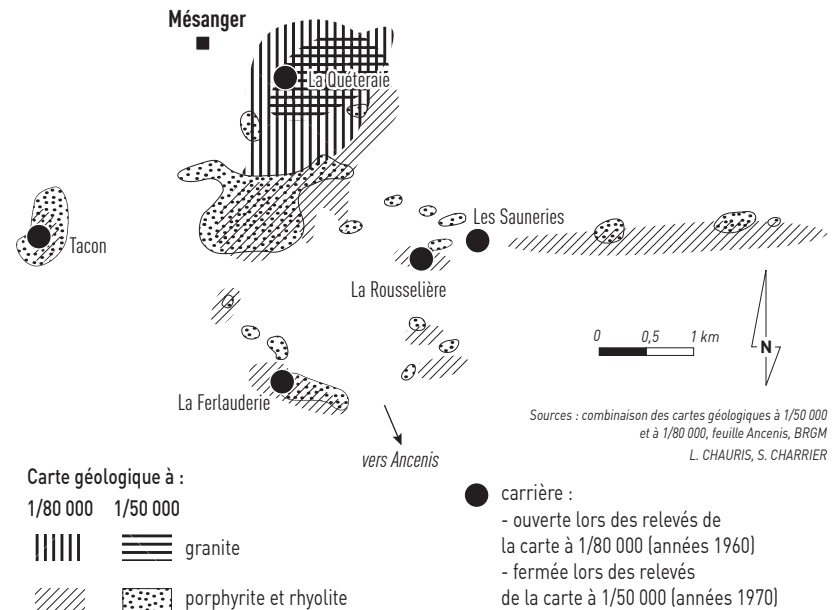 Mésanger
La Quéteraie
Tacon
Les Sauneries
La Rousselière
0 0,5 1 km
N
La Ferlauderie
vers Ancenis
Sources : combinaison des cartes géologiques à 1/50 000
et à 1/80 000, feuille Ancenis, BRGM
L. CHAURIS, S. CHARRIER
Carte géologique à :
1/80 000 1/50 000
granite
porphyrite et rhyolite
carrière :
- ouverte lors des relevés de
la carte à 1/80 000 (années 1960)
- fermée lors des relevés
de la carte à 1/50 000 (années 1970)